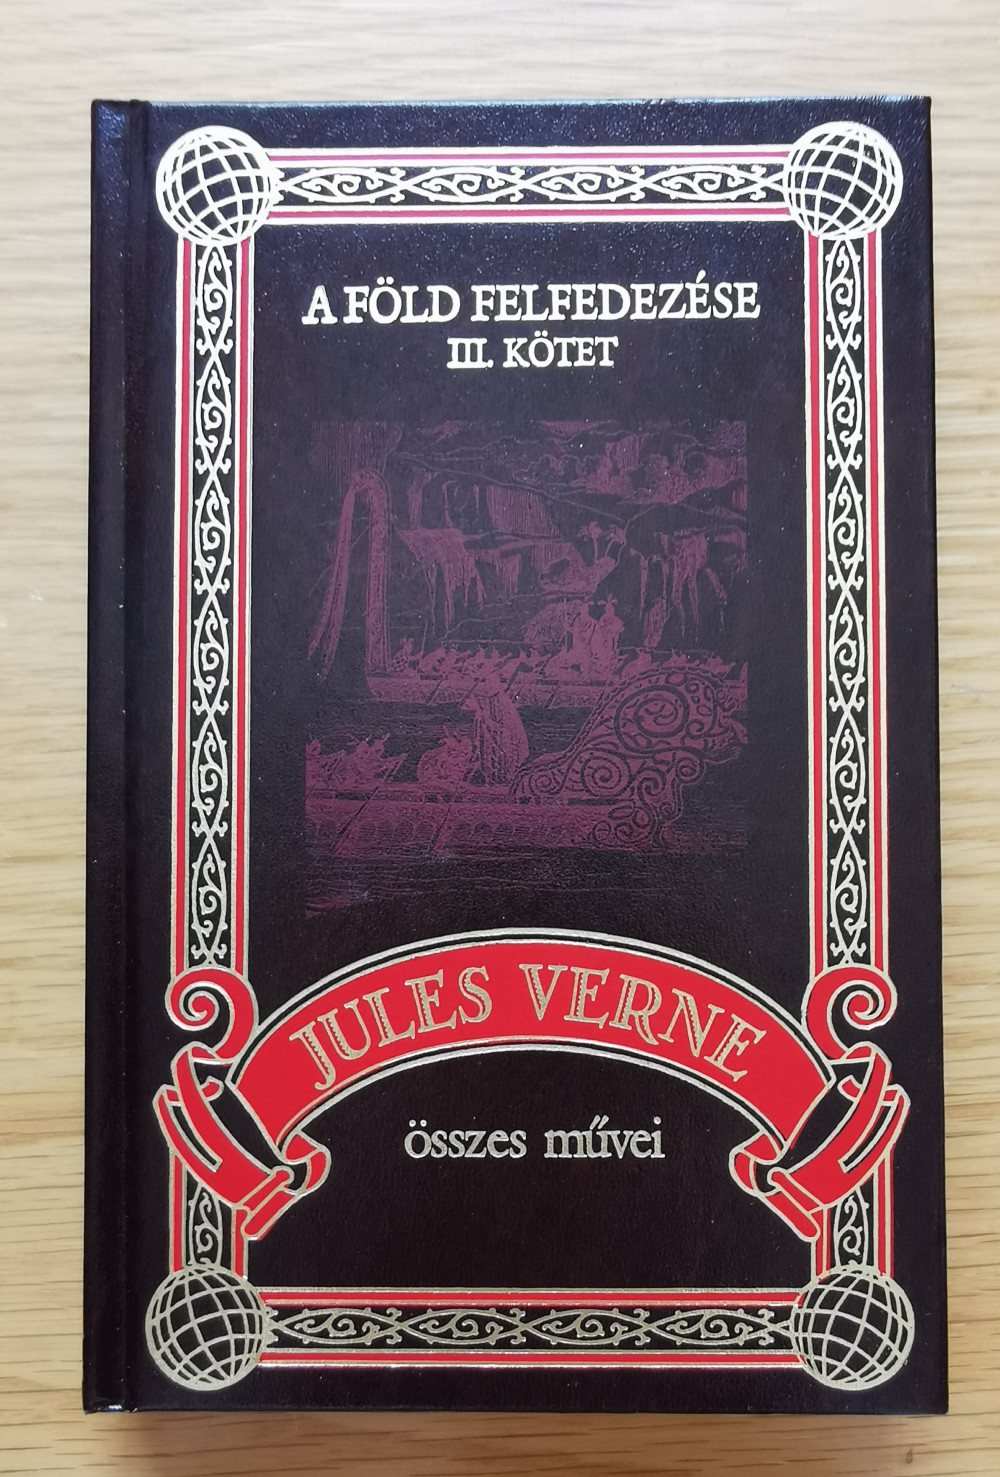 A FÖLD FELFEDEZÉSE
III. KÖTET
JULES VERNE
összes művei